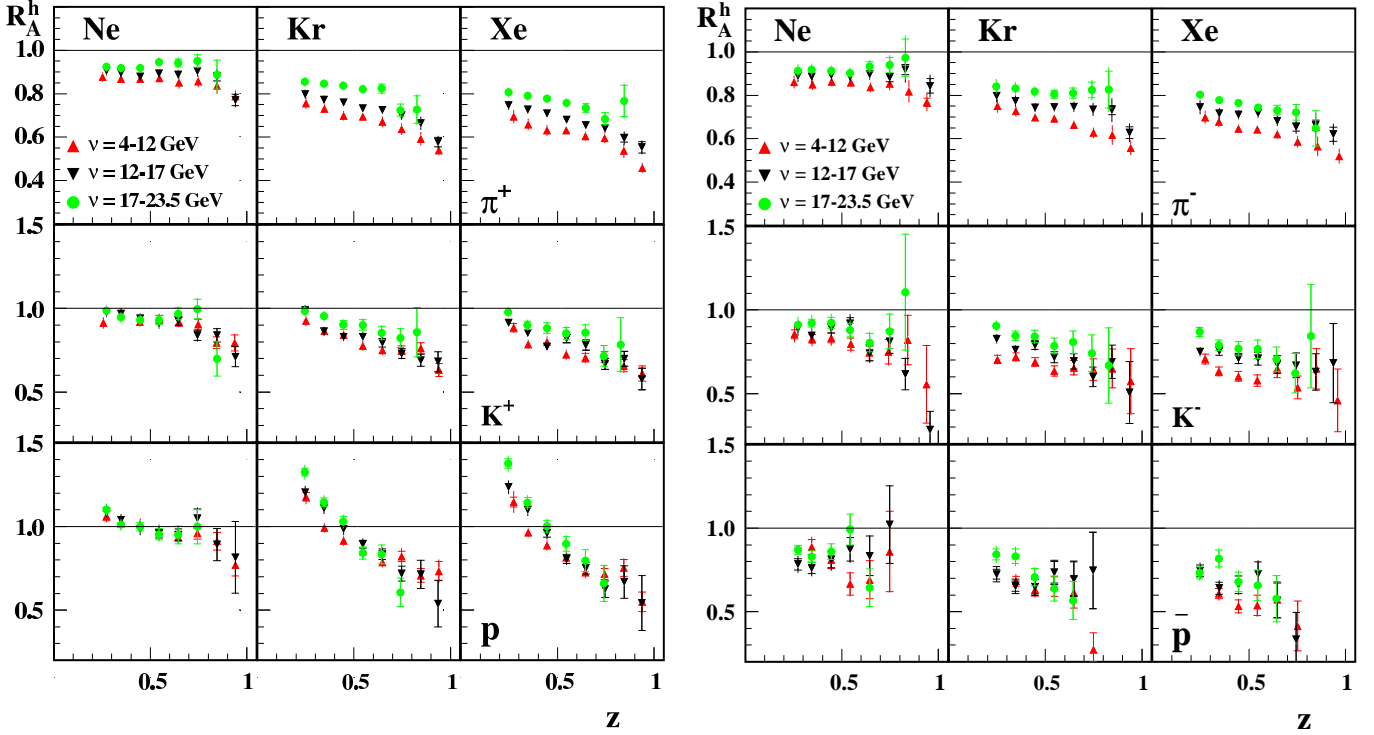 R_A^h Ne Kr Xe
1.0
0.8
ν = 4-12 GeV
0.6
ν = 12-17 GeV
0.4
ν = 17-23.5 GeV
π+
1.5
1.0
0.5
K+
1.5
1.0
0.5
p
0.5 1 0.5 1 0.5 1
z
R_A^h Ne Kr Xe
1.0
0.8
ν = 4-12 GeV
0.6
ν = 12-17 GeV
0.4
ν = 17-23.5 GeV
π-
1.5
1.0
0.5
K-
1.5
1.0
0.5
p̄
0.5 1 0.5 1 0.5 1
z